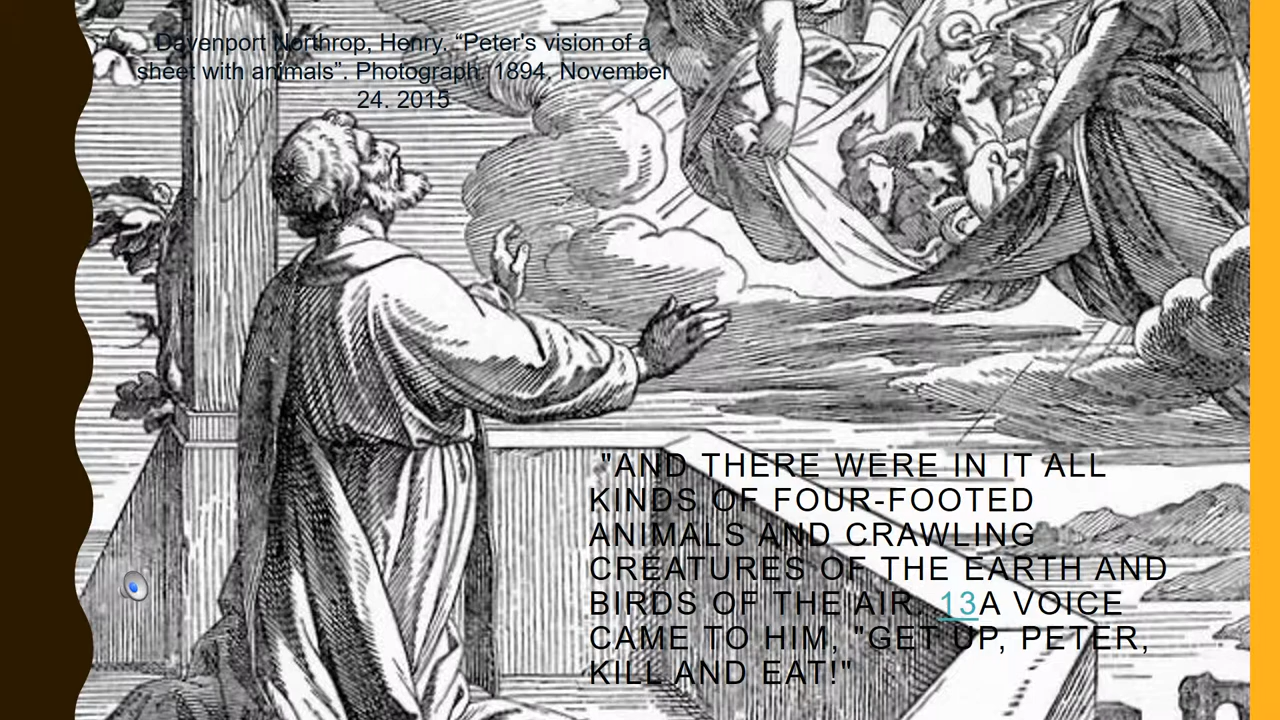 Davenport Northrop, Henry. “Peter's vision of a
sheet with animals”. Photograph. 1894. November
24. 2015
"AND THERE WERE IN IT ALL
KINDS OF FOUR-FOOTED
ANIMALS AND CRAWLING
CREATURES OF THE EARTH AND
BIRDS OF THE AIR. 13A VOICE
CAME TO HIM, "GET UP, PETER,
KILL AND EAT!"